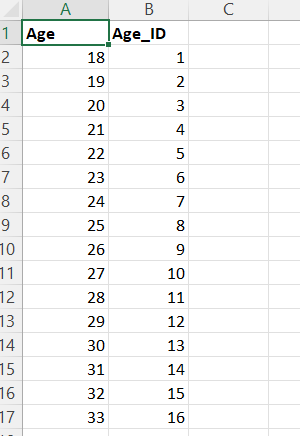 A B C
1 Age Age_ID
2 18 1
3 19 2
4 20 3
5 21 4
6 22 5
7 23 6
8 24 7
9 25 8
10 26 9
11 27 10
12 28 11
13 29 12
14 30 13
15 31 14
16 32 15
17 33 16